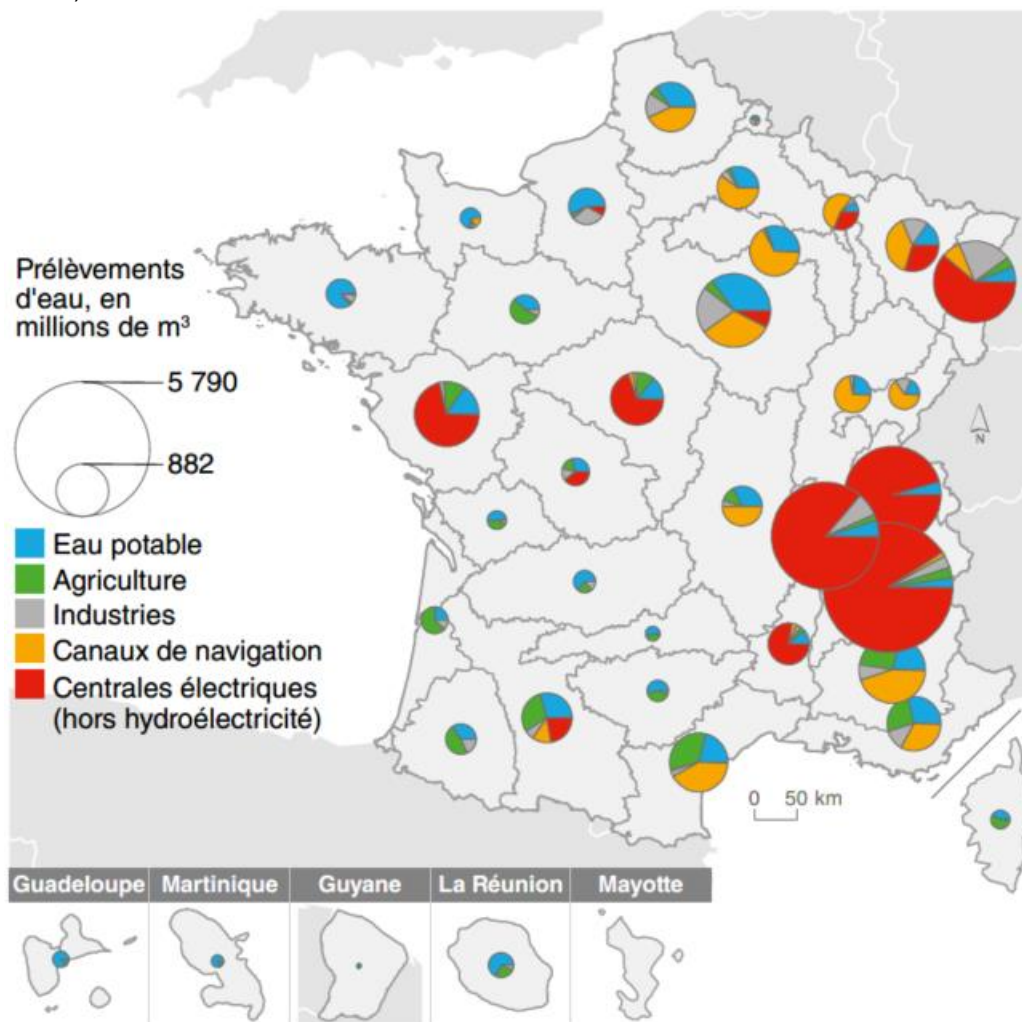 Prélèvements
d'eau, en
millions de m³
5 790
882
Eau potable
Agriculture
Industries
Canaux de navigation
Centrales électriques
(hors hydroélectricité)
N
0 50 km
Guadeloupe Martinique Guyane La Réunion Mayotte